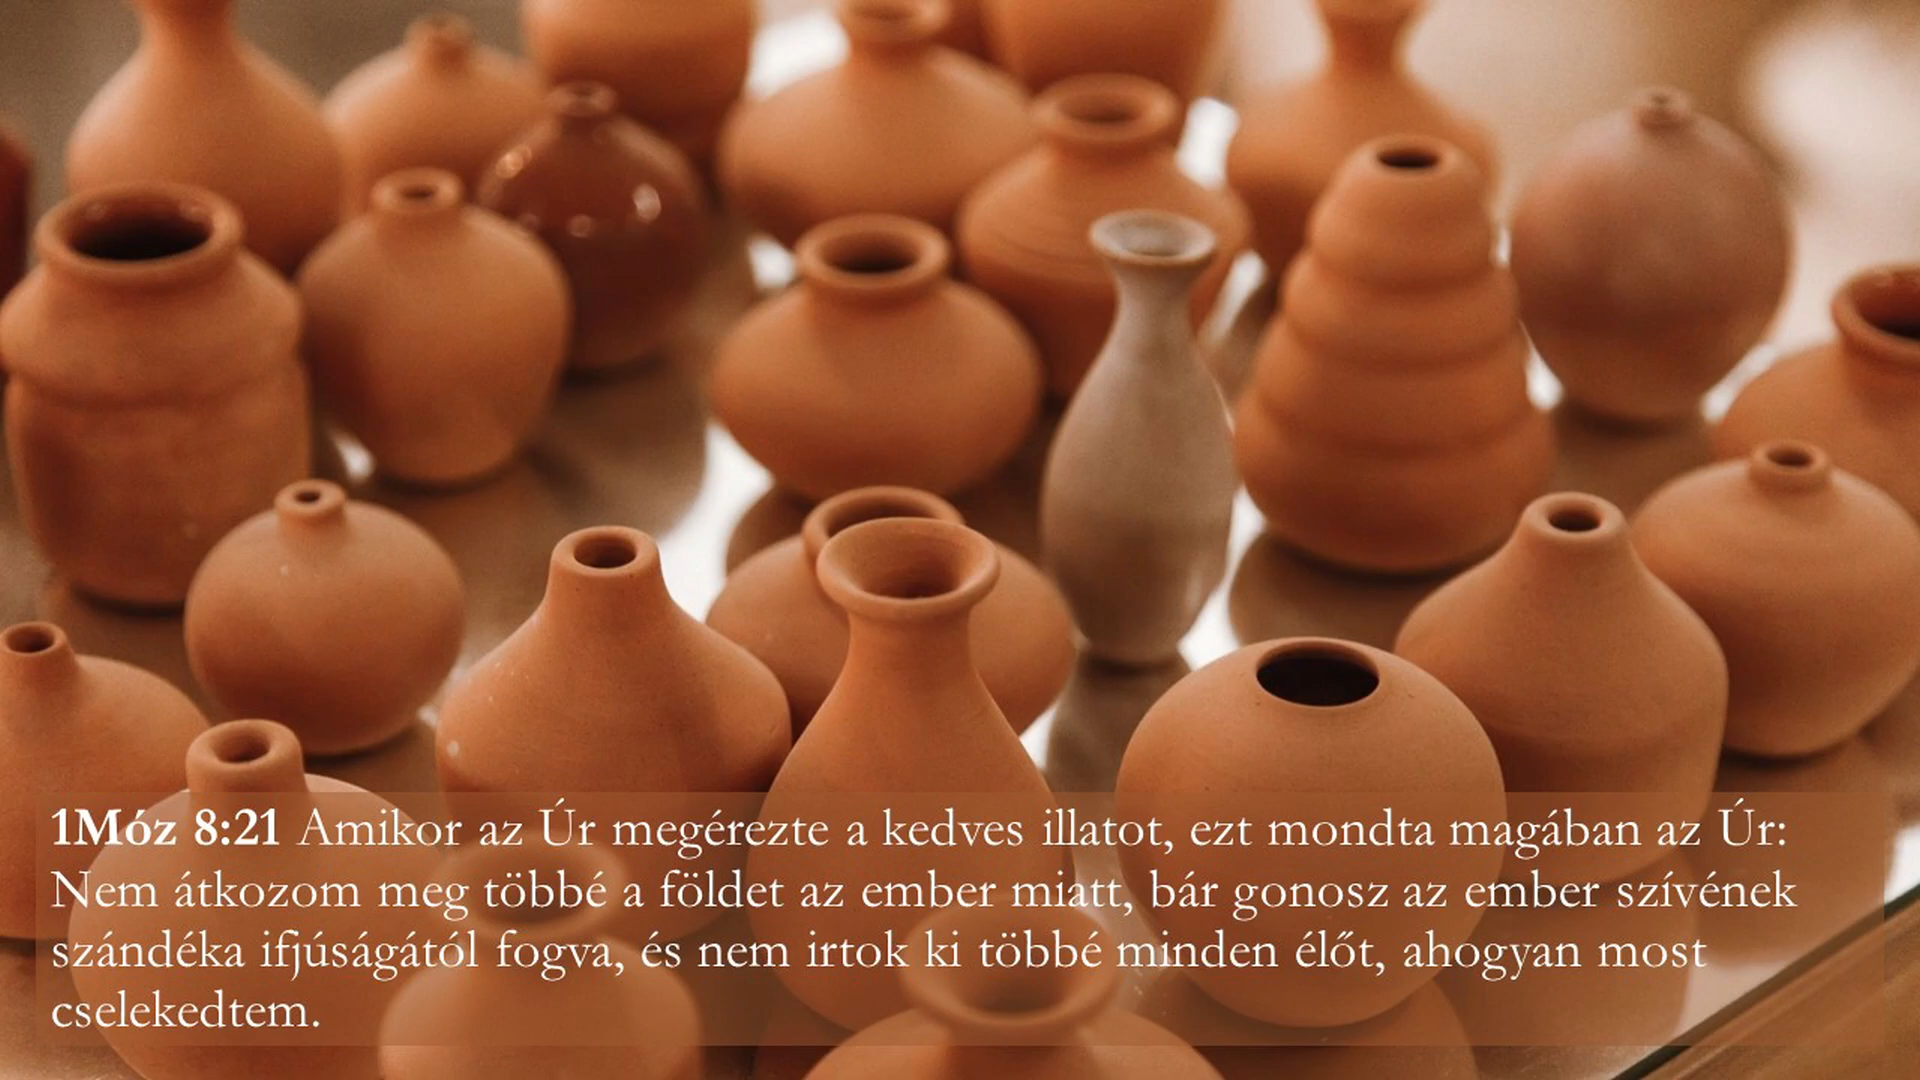 1Móz 8:21 Amikor az Úr megérezte a kedves illatot, ezt mondta magában az Úr:
Nem átkozom meg többé a földet az ember miatt, bár gonosz az ember szívének
szándéka ifjúságától fogva, és nem irtok ki többé minden élőt, ahogyan most
cselekedtem.